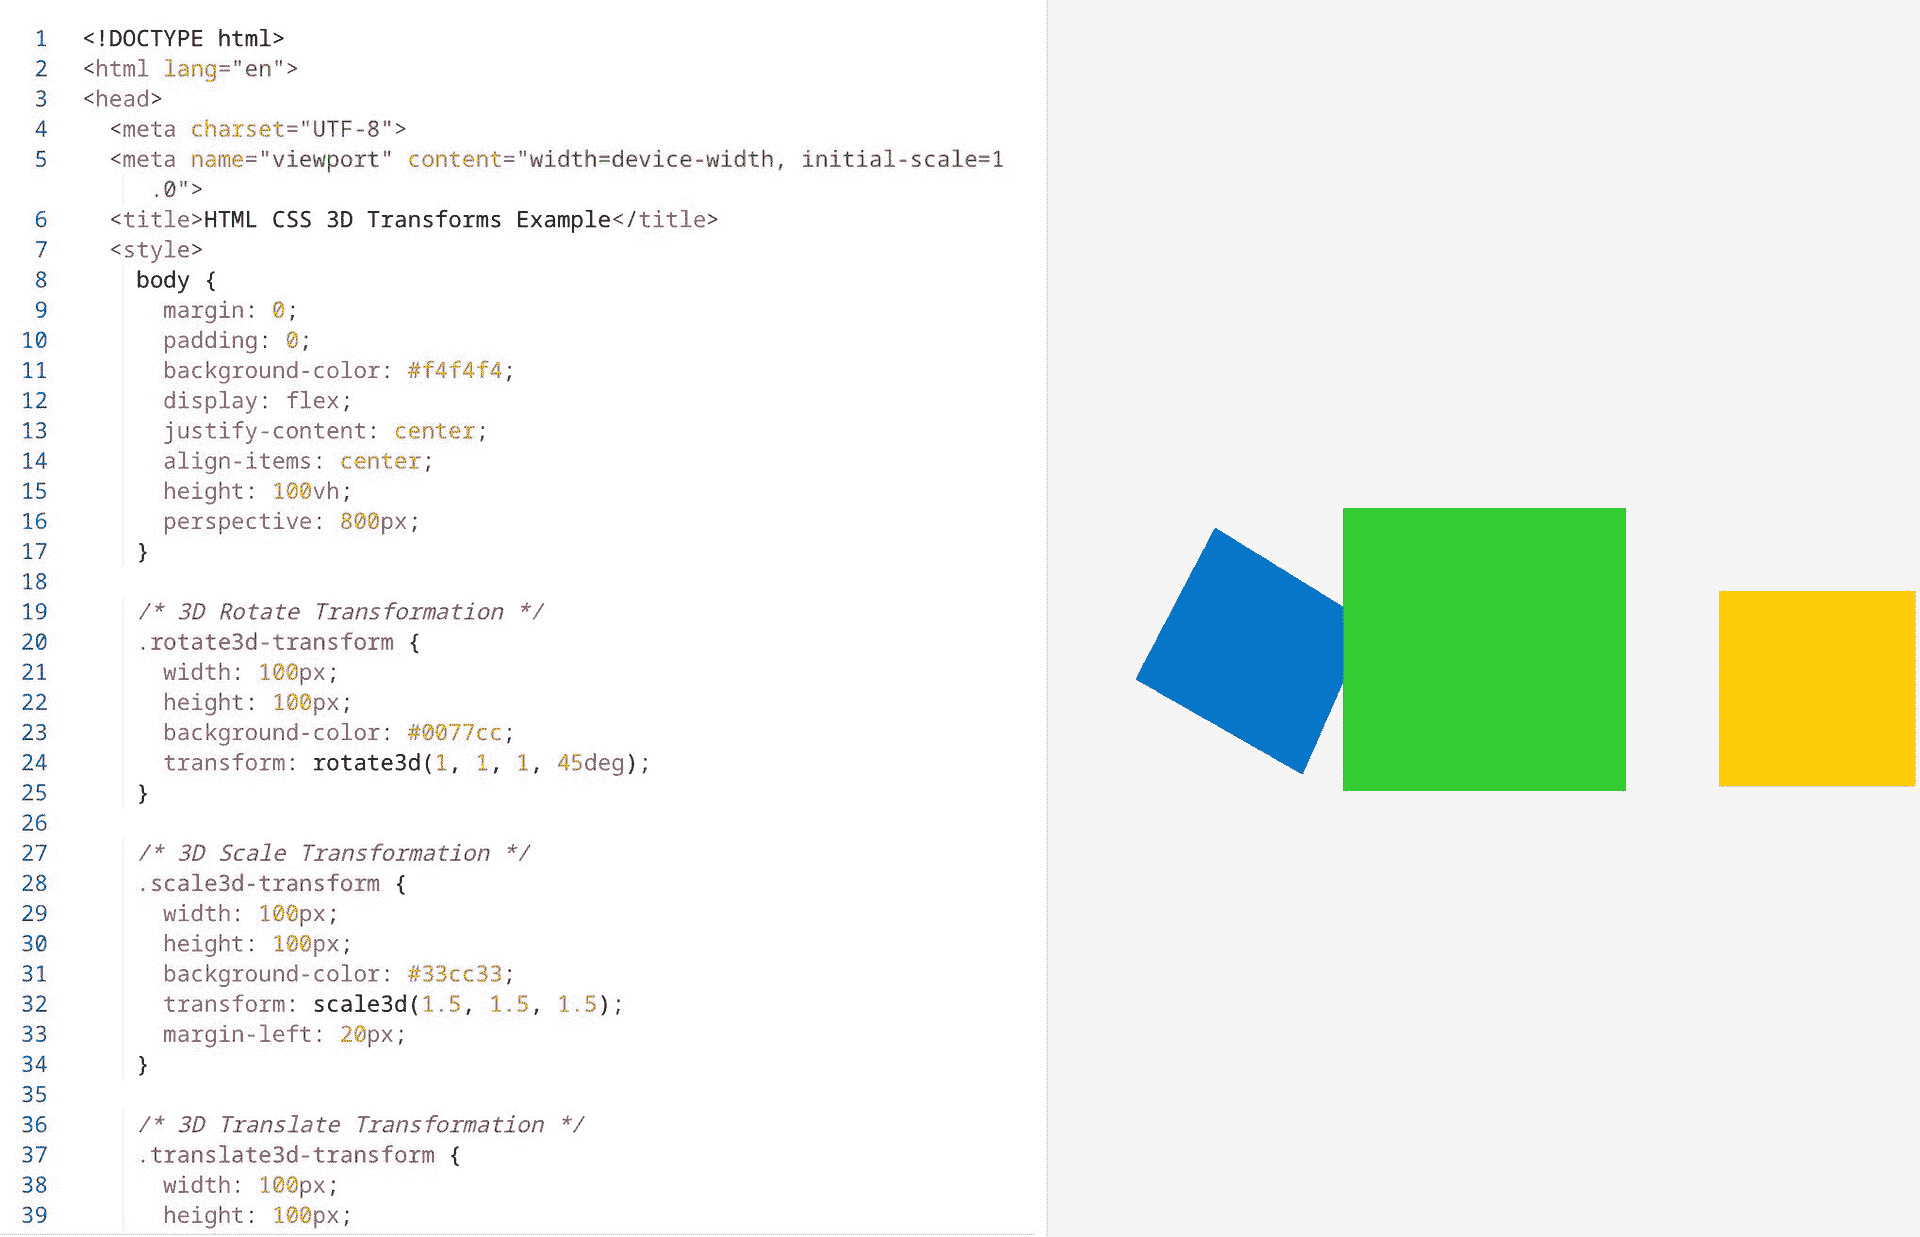 1 <!DOCTYPE html>
2 <html lang="en">
3 <head>
4 <meta charset="UTF-8">
5 <meta name="viewport" content="width=device-width, initial-scale=1
.0">
6 <title>HTML CSS 3D Transforms Example</title>
7 <style>
8 body {
9 margin: 0;
10 padding: 0;
11 background-color: #f4f4f4;
12 display: flex;
13 justify-content: center;
14 align-items: center;
15 height: 100vh;
16 perspective: 800px;
17 }
18
19 /* 3D Rotate Transformation */
20 .rotate3d-transform {
21 width: 100px;
22 height: 100px;
23 background-color: #0077cc;
24 transform: rotate3d(1, 1, 1, 45deg);
25 }
26
27 /* 3D Scale Transformation */
28 .scale3d-transform {
29 width: 100px;
30 height: 100px;
31 background-color: #33cc33;
32 transform: scale3d(1.5, 1.5, 1.5);
33 margin-left: 20px;
34 }
35
36 /* 3D Translate Transformation */
37 .translate3d-transform {
38 width: 100px;
39 height: 100px;